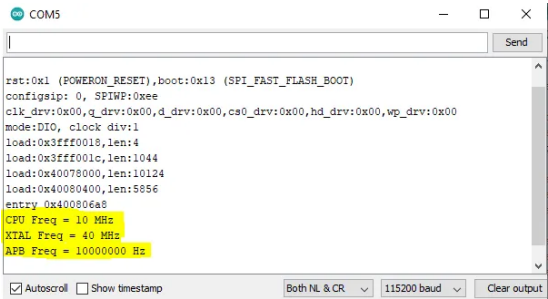 COM5
Send
rst:0x1 (POWERON_RESET),boot:0x13 (SPI_FAST_FLASH_BOOT)
configsip: 0, SPIWP:0xee
clk_drv:0x00,q_drv:0x00,d_drv:0x00,cs0_drv:0x00,hd_drv:0x00,wp_drv:0x00
mode:DIO, clock div:1
load:0x3fff0018,len:4
load:0x3fff001c,len:1044
load:0x40078000,len:10124
load:0x40080400,len:5856
entry 0x400806a8
CPU Freq = 10 MHz
XTAL Freq = 40 MHz
APB Freq = 10000000 Hz
Autoscroll Show timestamp Both NL & CR 115200 baud Clear output